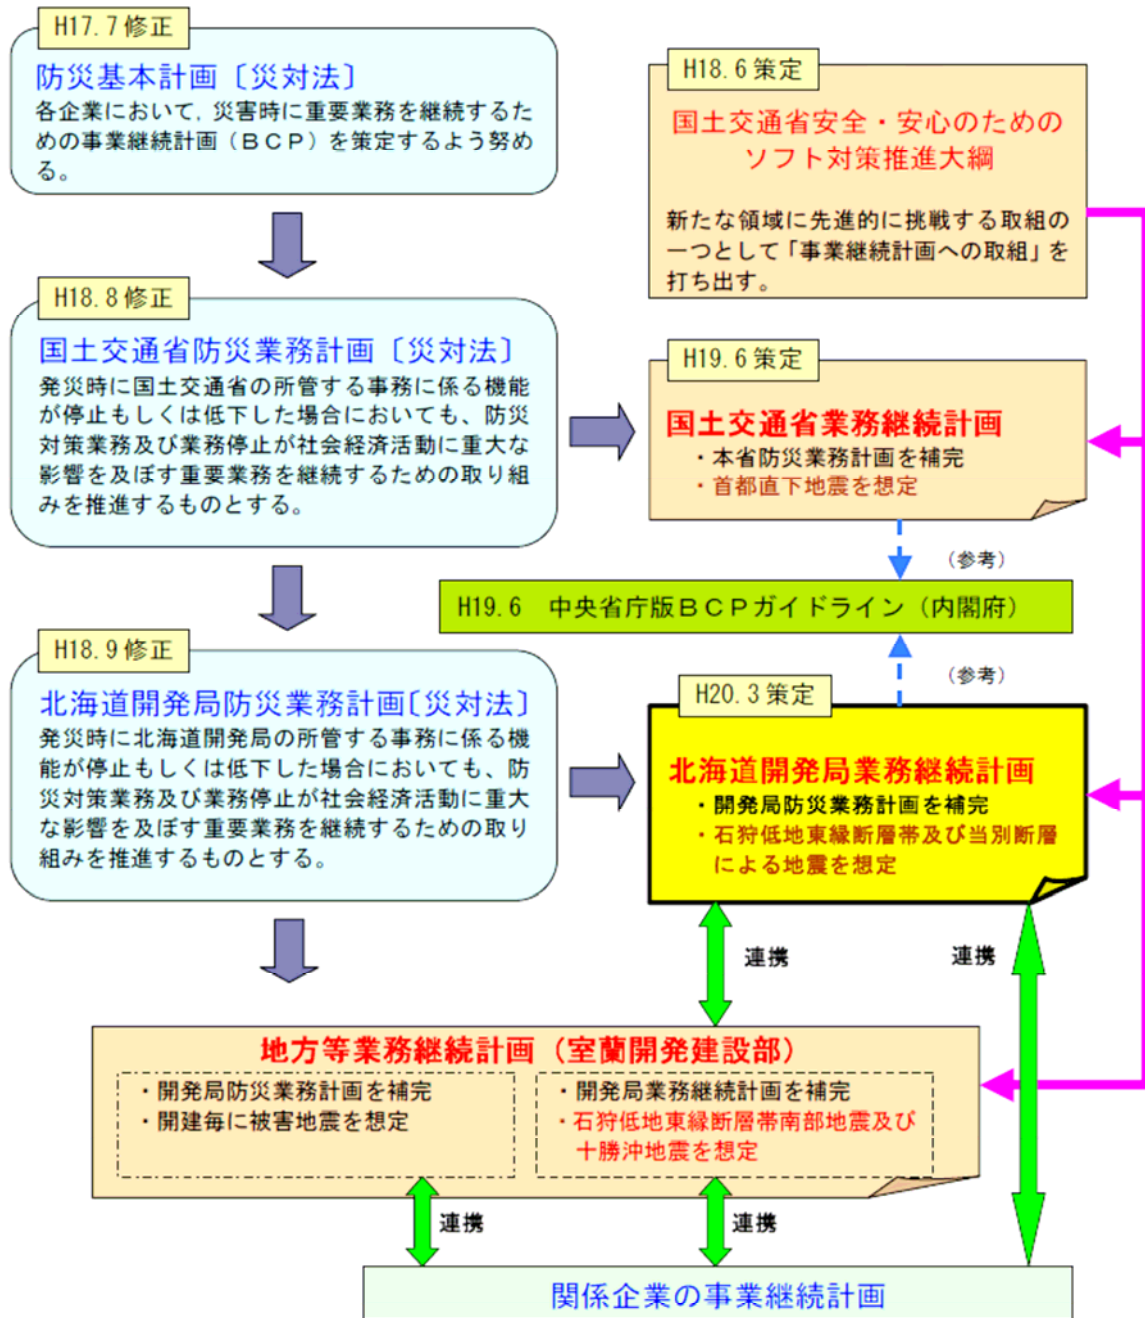 H17.7修正
防災基本計画〔災対法〕
各企業において,災害時に重要業務を継続するた
めの事業継続計画(BCP)を策定するよう努め
る。
H18.6策定
国土交通省安全・安心のための
ソフト対策推進大綱
新たな領域に先進的に挑戦する取組の
一つとして「事業継続計画への取組」を
打ち出す。
H18.8修正
国土交通省防災業務計画〔災対法〕
発災時に国土交通省の所管する事務に係る機能
が停止もしくは低下した場合においても、防災
対策業務及び業務停止が社会経済活動に重大な
影響を及ぼす重要業務を継続するための取り組
みを推進するものとする。
H19.6策定
国土交通省業務継続計画
・本省防災業務計画を補完
・首都直下地震を想定
(参考)
H19.6 中央省庁版BCPガイドライン(内閣府)
(参考)
H18.9修正
北海道開発局防災業務計画〔災対法〕
発災時に北海道開発局の所管する事務に係る機
能が停止もしくは低下した場合においても、防
災対策業務及び業務停止が社会経済活動に重大
な影響を及ぼす重要業務を継続するための取り
組みを推進するものとする。
H20.3策定
北海道開発局業務継続計画
・開発局防災業務計画を補完
・石狩低地東縁断層帯及び当別断層
による地震を想定
連携
連携
地方等業務継続計画(室蘭開発建設部)
・開発局防災業務計画を補完
・開建毎に被害地震を想定
・開発局業務継続計画を補完
・石狩低地東縁断層帯南部地震及び
十勝沖地震を想定
連携
連携
関係企業の事業継続計画